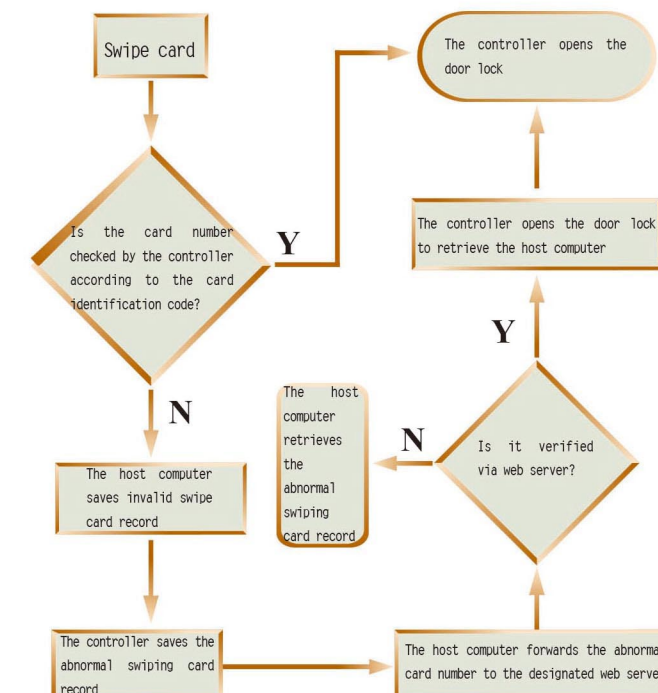 Swipe card
The controller opens the
door lock
Is the card number
checked by the controller
according to the card
identification code?
Y
The controller opens the door lock
to retrieve the host computer
Y
N
The host computer
saves invalid swipe
card record
The host
computer
retrieves
the
abnormal
swiping
card record
N
Is it verified
via web server?
The controller saves the
abnormal swiping card
record
The host computer forwards the abnorma
card number to the designated web serve